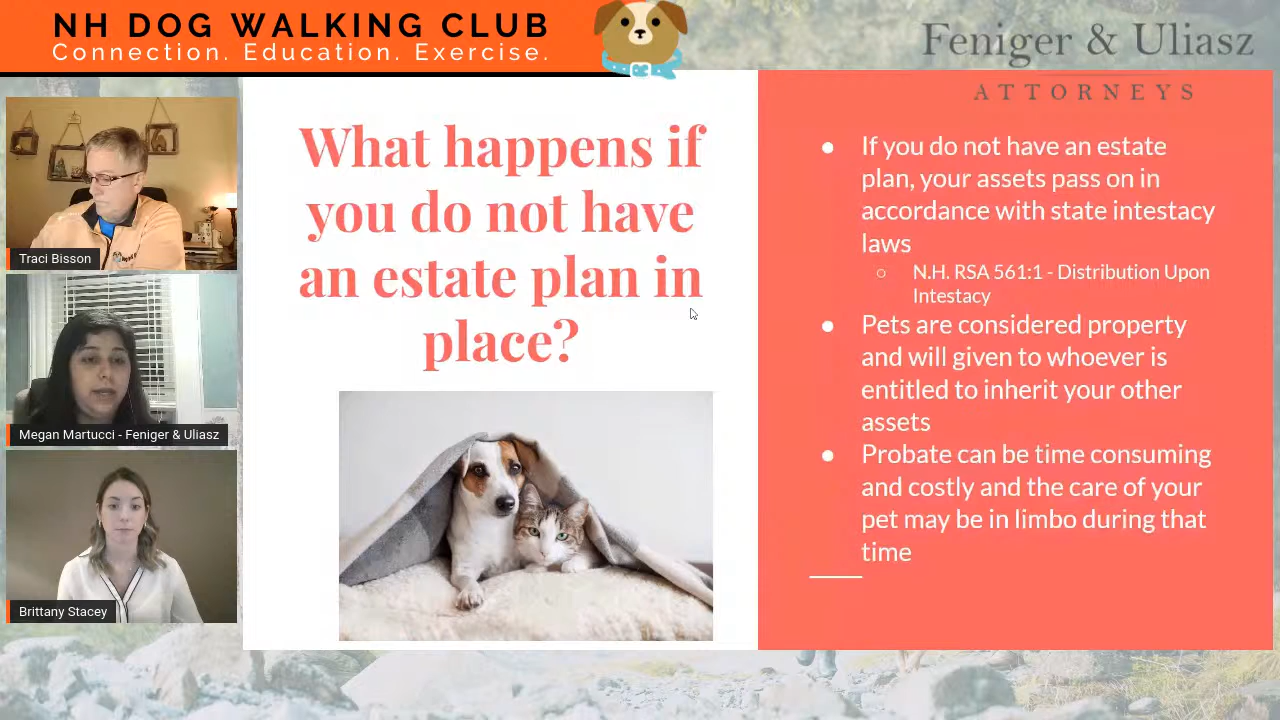 NH DOG WALKING CLUB
Connection. Education. Exercise.
Feniger & Uliasz
ATTORNEYS
Traci Bisson
Megan Martucci - Feniger & Uliasz
Brittany Stacey
What happens if
you do not have
an estate plan in
place?
● If you do not have an estate
plan, your assets pass on in
accordance with state intestacy
laws
○ N.H. RSA 561:1 - Distribution Upon
Intestacy
● Pets are considered property
and will given to whoever is
entitled to inherit your other
assets
● Probate can be time consuming
and costly and the care of your
pet may be in limbo during that
time